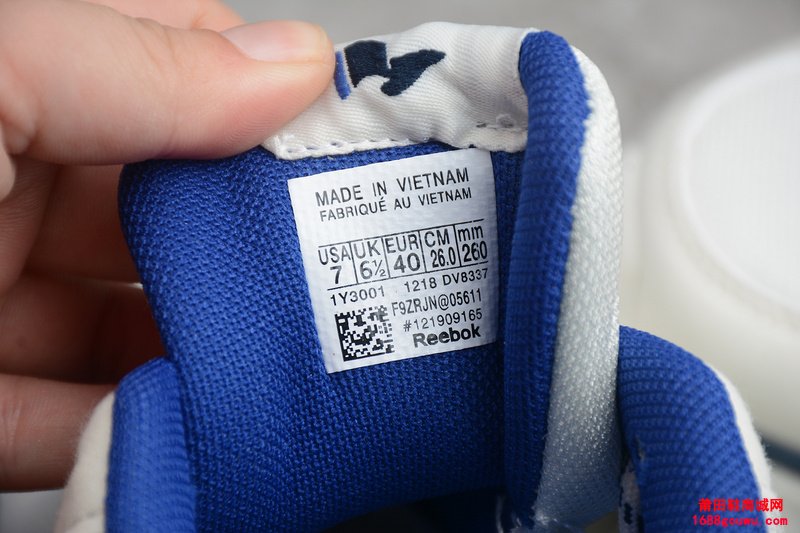 MADE IN VIETNAM
FABRIQUÉ AU VIETNAM
USA UK EUR CM mm
7 6½ 40 26.0 260
1Y3001 1218 DV8337
F9ZRJN@05611
#121909165
Reebok
莆田鞋商城网
1688gouwu.com